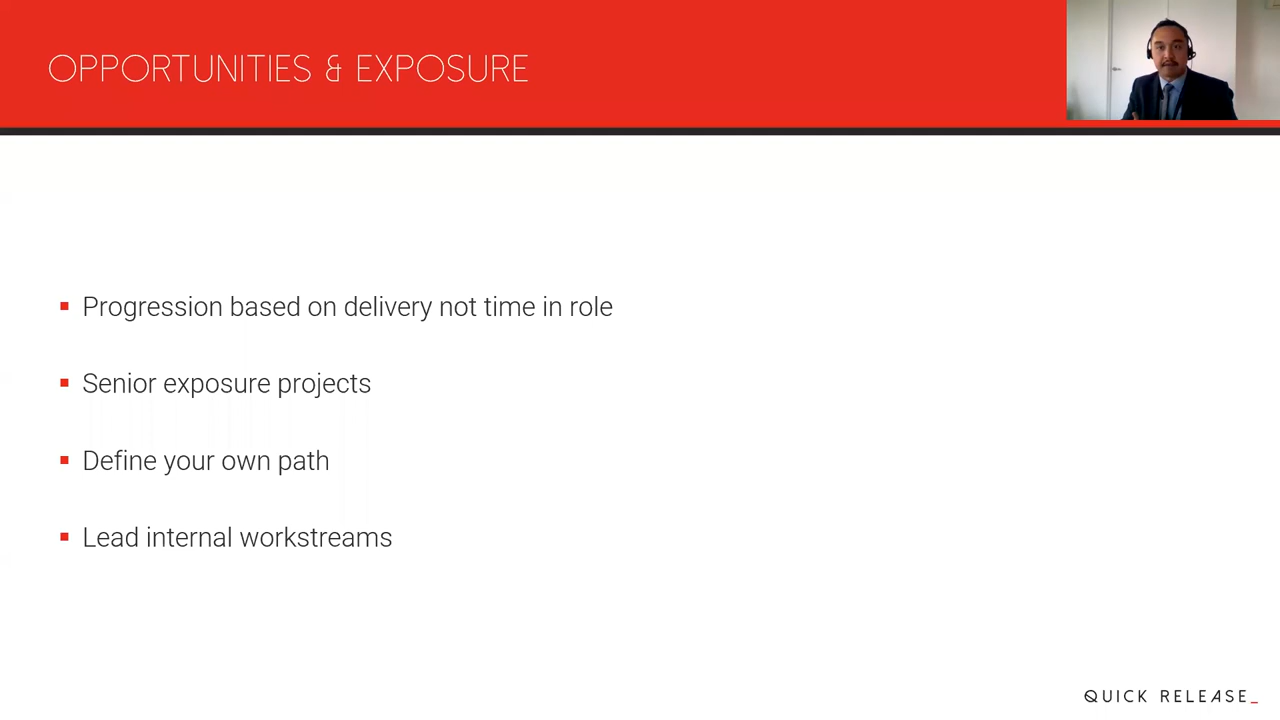 OPPORTUNITIES & EXPOSURE
Progression based on delivery not time in role
Senior exposure projects
Define your own path
Lead internal workstreams
QUICK RELEASE_